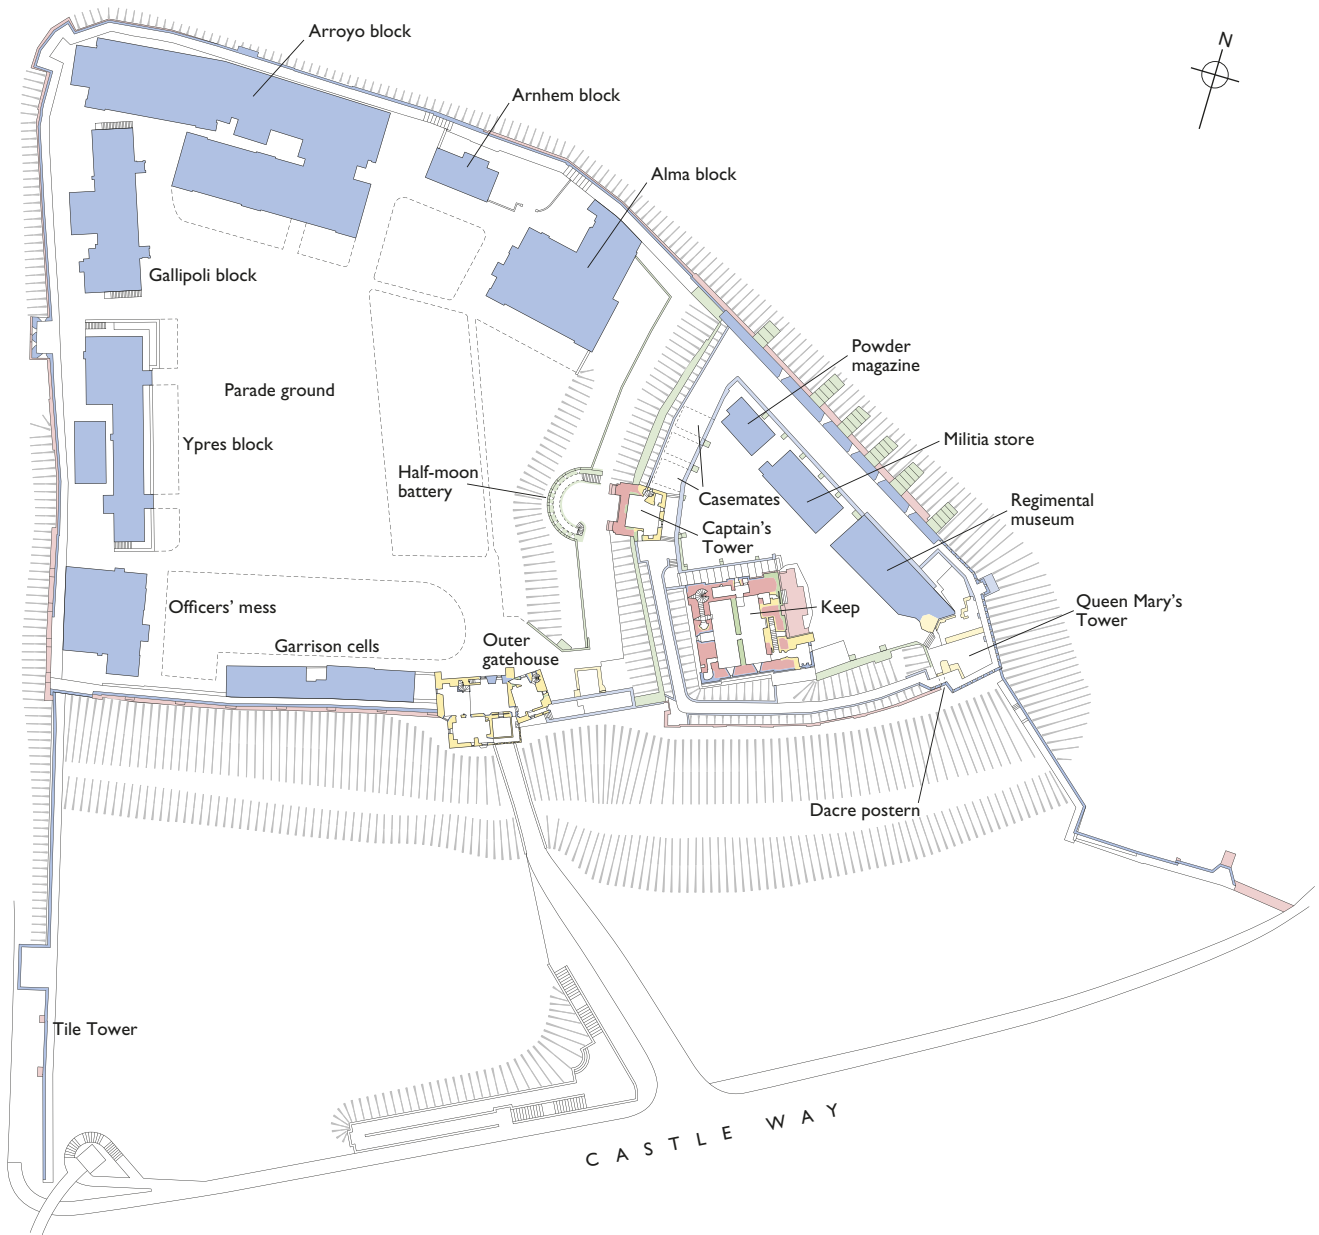 Arroyo block
N
Arnhem block
Alma block
Gallipoli block
Powder
magazine
Parade ground
Ypres block
Militia store
Half-moon
battery
Casemates
Regimental
museum
Captain's
Tower
Officers' mess
Keep
Queen Mary's
Tower
Garrison cells
Outer
gatehouse
Dacre postern
Tile Tower
CASTLE WAY